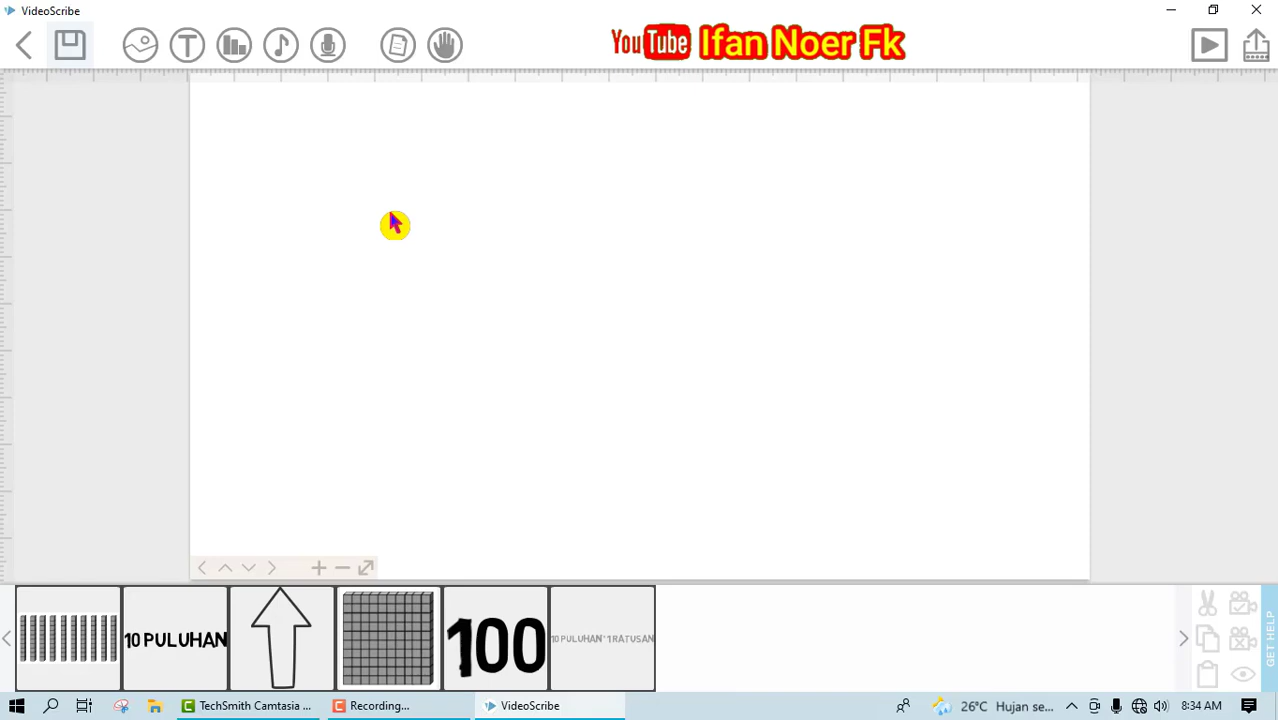 VideoScribe
YouTube Ifan Noer Fk
10 PULUHAN
100
10 PULUHAN * 1 RATUSAN
GET HELP
TechSmith Camtasia ...
Recording...
VideoScribe
26°C Hujan se...
8:34 AM